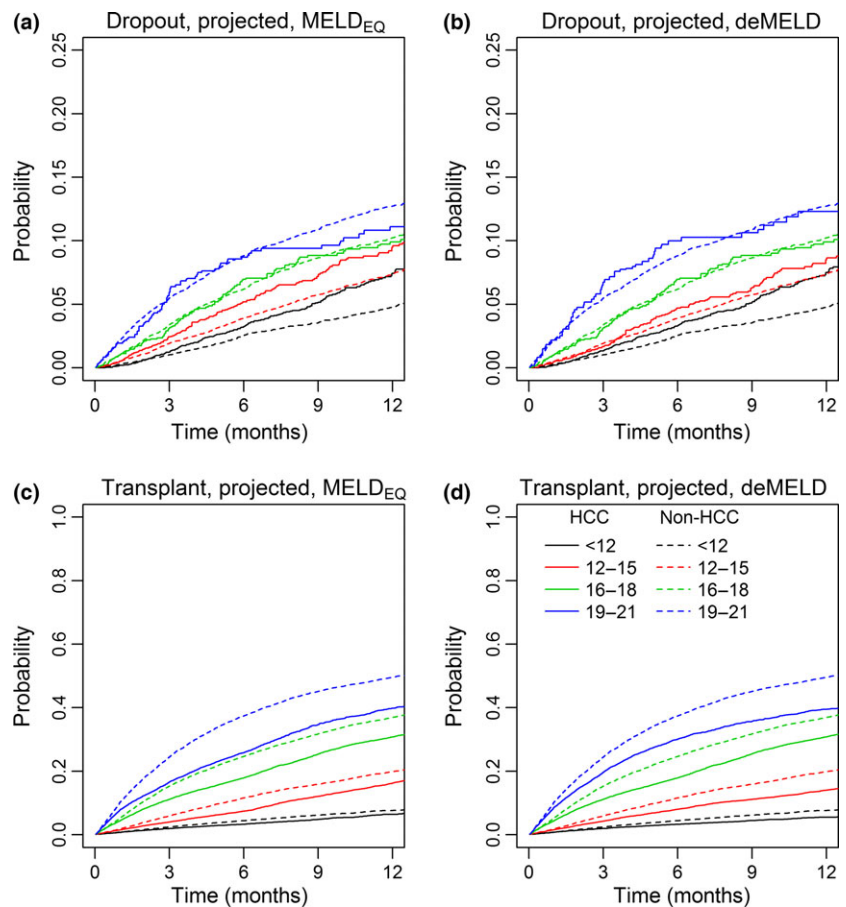 (a) Dropout, projected, MELDEQ
Probability
0.00 0.05 0.10 0.15 0.20 0.25
0 3 6 9 12
Time (months)
(b) Dropout, projected, deMELD
Probability
0.00 0.05 0.10 0.15 0.20 0.25
0 3 6 9 12
Time (months)
(c) Transplant, projected, MELDEQ
Probability
0.0 0.2 0.4 0.6 0.8 1.0
0 3 6 9 12
Time (months)
(d) Transplant, projected, deMELD
Probability
0.0 0.2 0.4 0.6 0.8 1.0
HCC Non-HCC
<12 <12
12–15 12–15
16–18 16–18
19–21 19–21
0 3 6 9 12
Time (months)